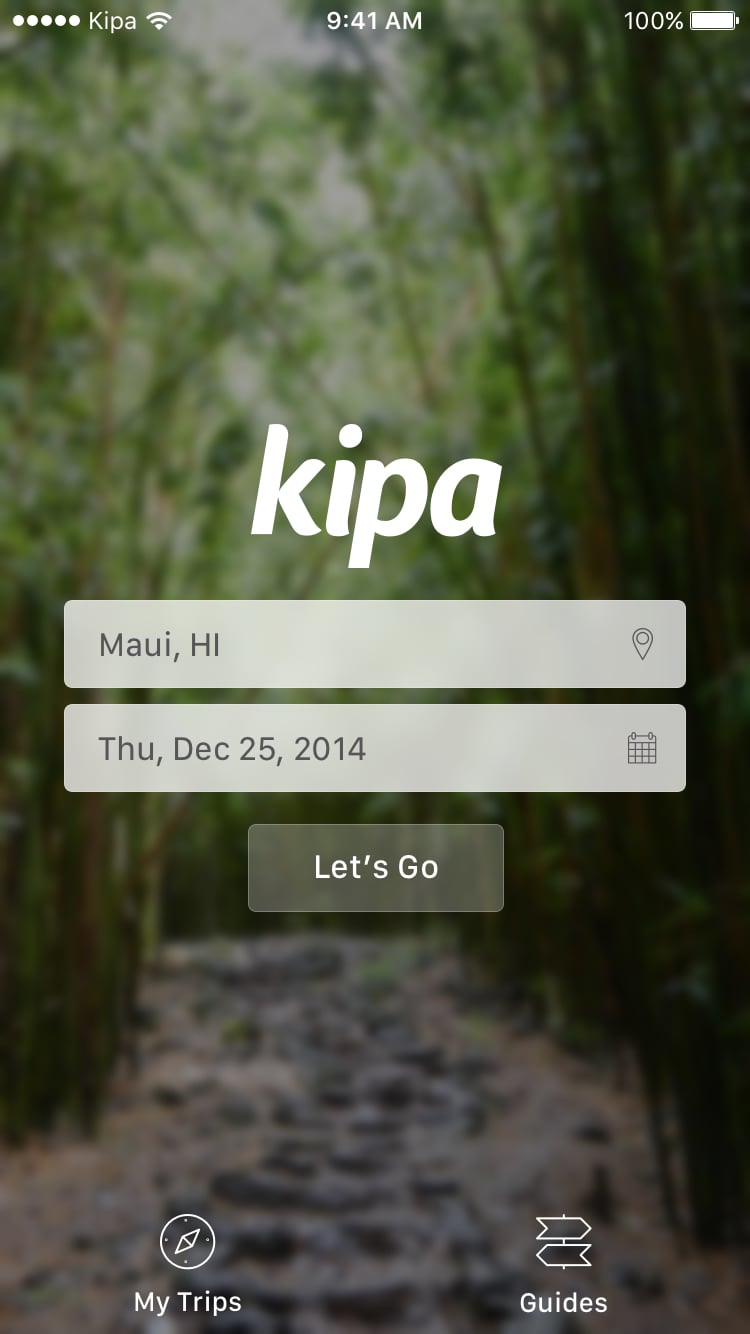 Kipa 9:41 AM 100%
kipa
Maui, HI
Thu, Dec 25, 2014
Let’s Go
My Trips Guides